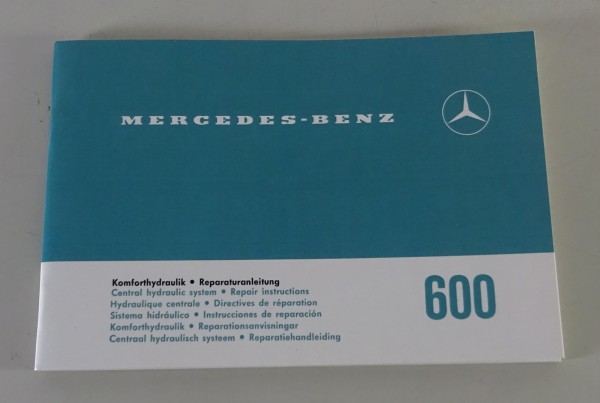 MERCEDES-BENZ
Komforthydraulik • Reparaturanleitung
Central hydraulic system • Repair instructions
Hydraulique centrale • Directives de réparation
Sistema hidráulico • Instrucciones de reparación
Komforthydraulik • Reparationsanvisningar
Centraal hydraulisch systeem • Reparatiehandleiding
600